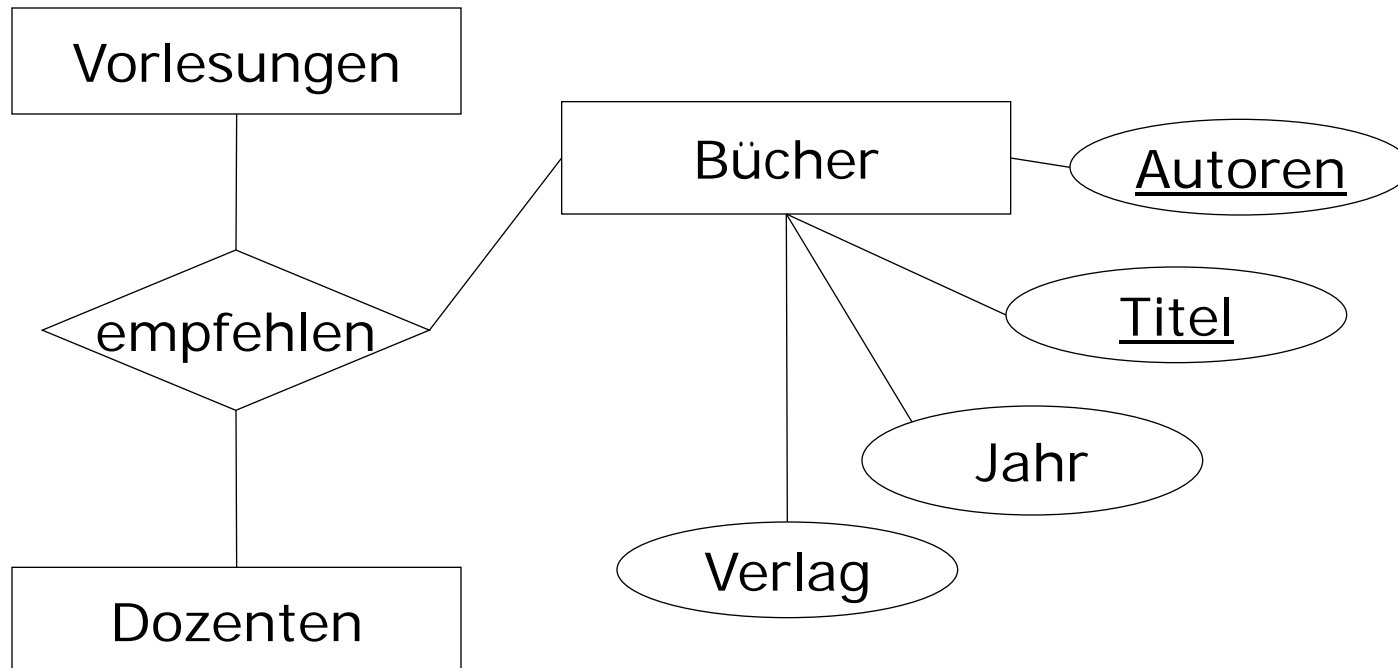 Vorlesungen
Bücher
Autoren
Titel
empfehlen
Jahr
Verlag
Dozenten